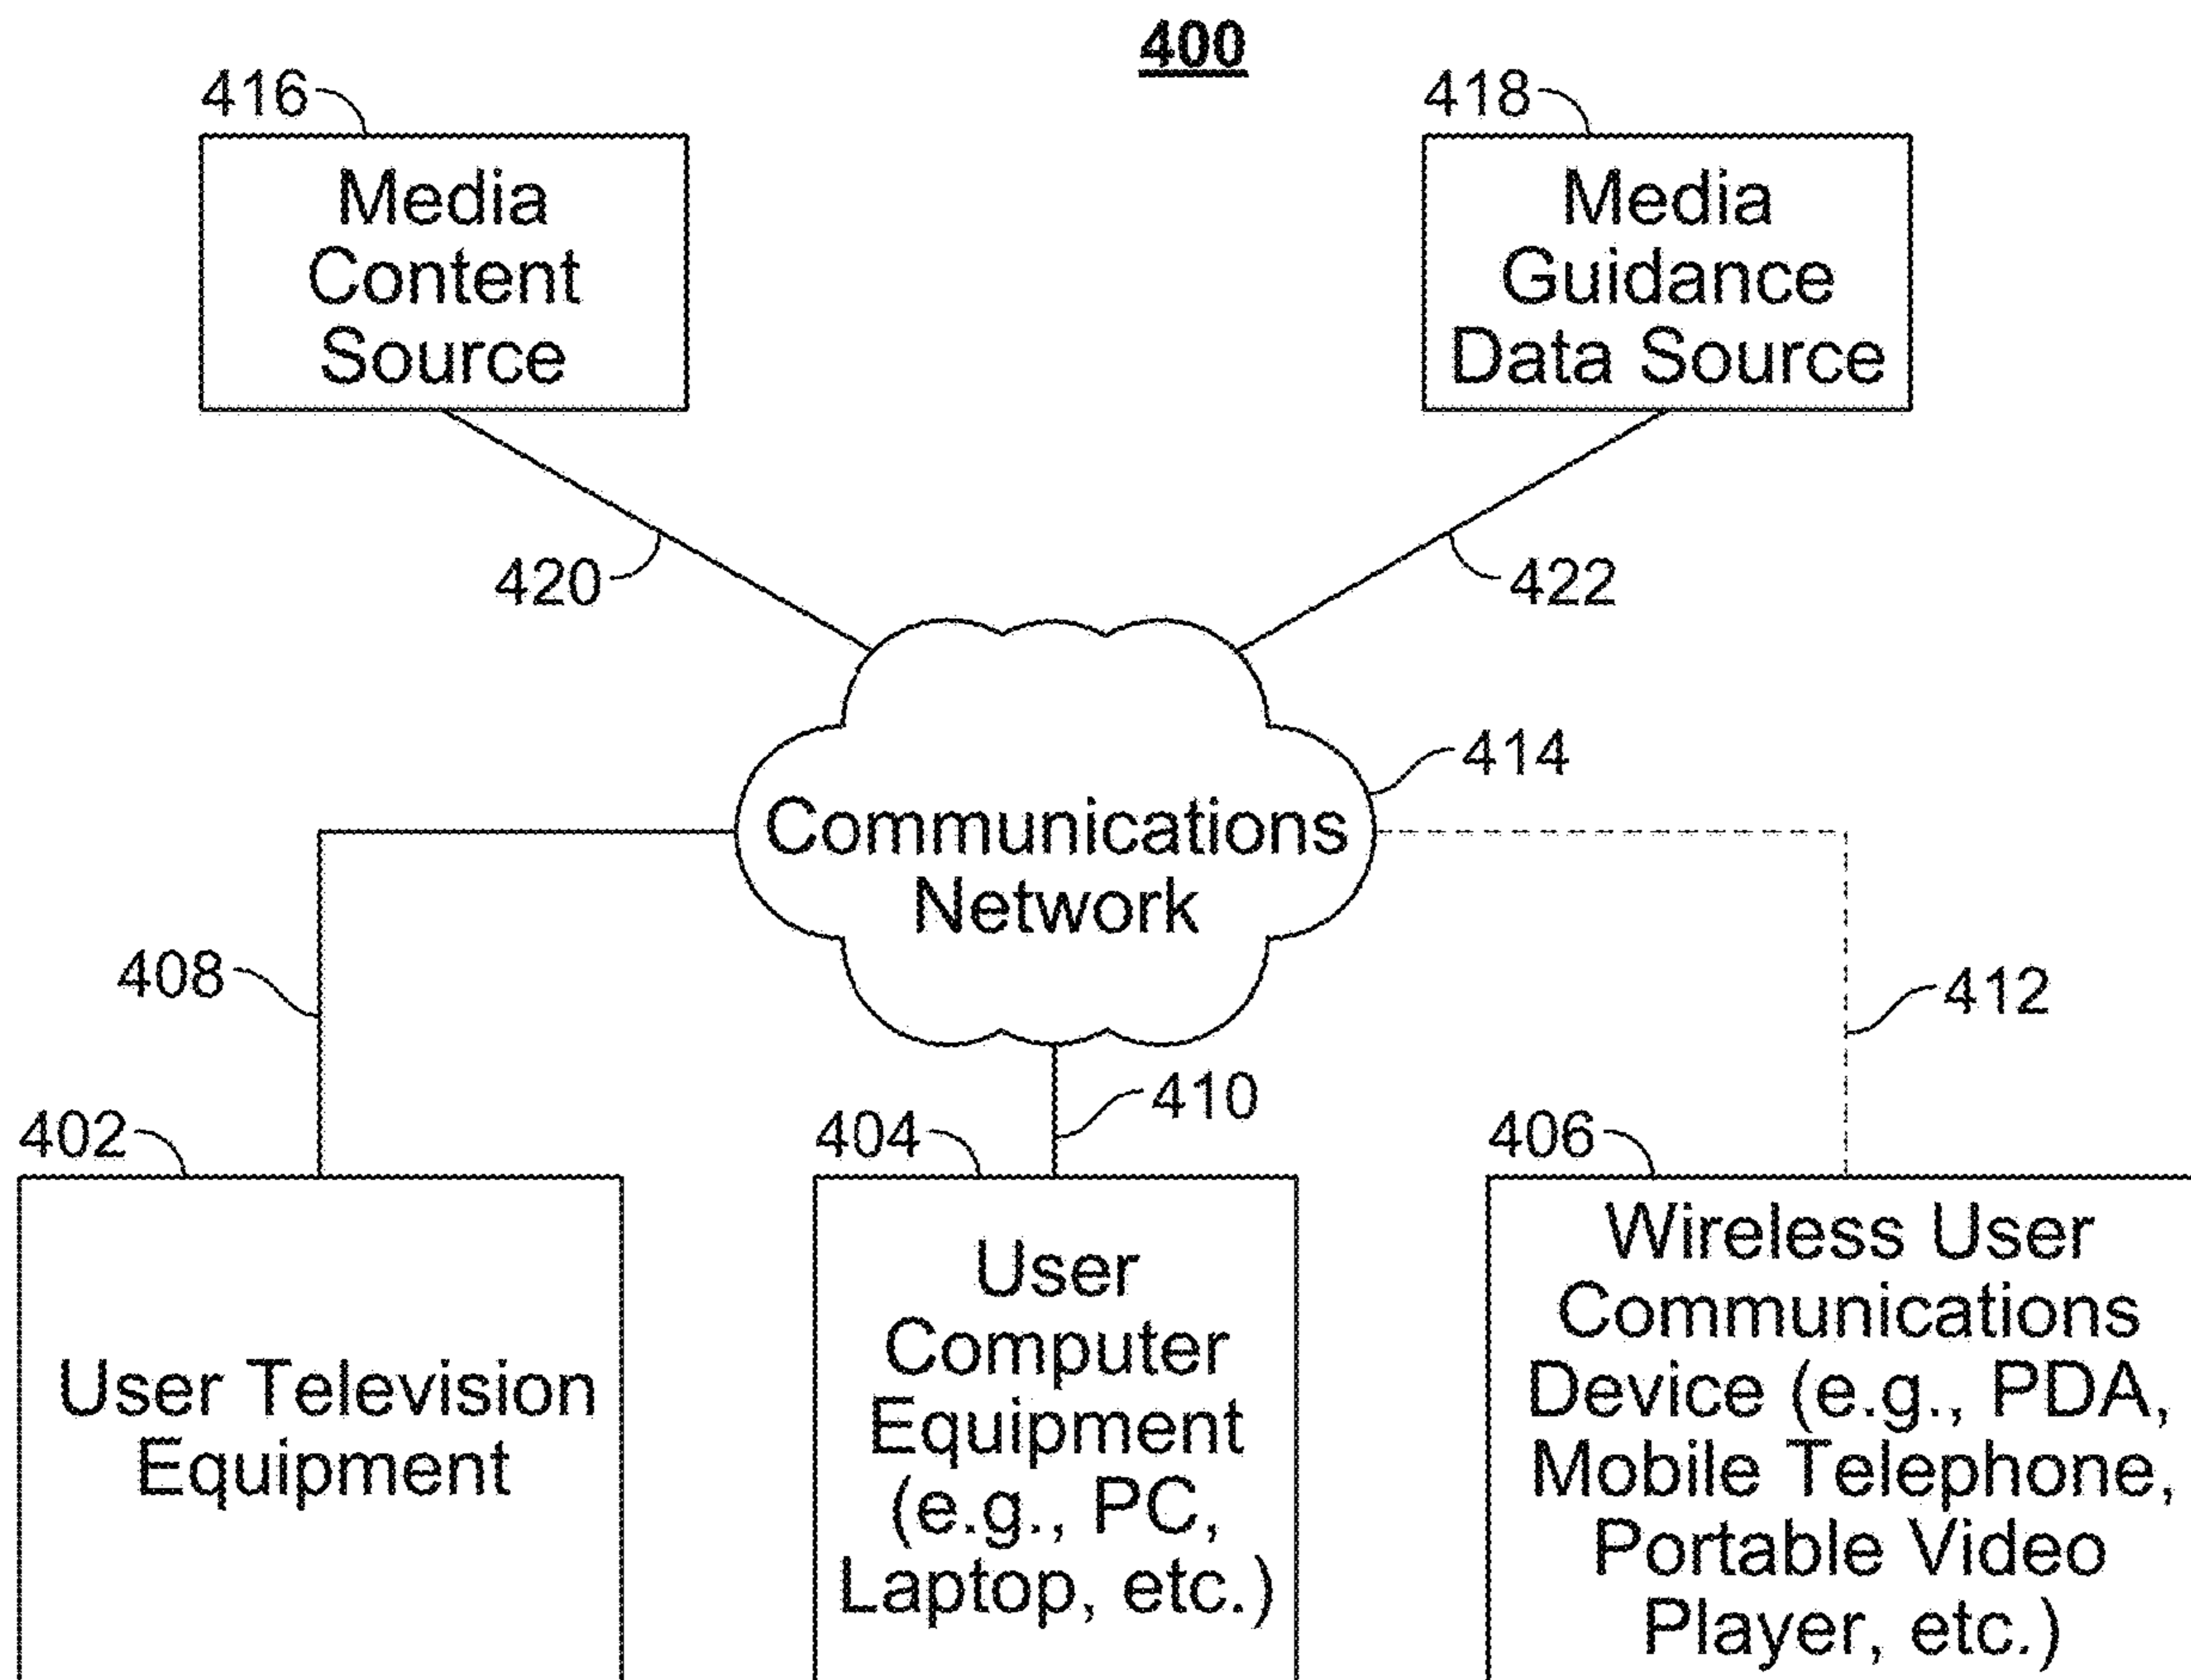 400
416
418
Media
Content
Source
Media
Guidance
Data Source
420
422
414
Communications
Network
408
412
410
402
404
406
User Television
Equipment
User
Computer
Equipment
(e.g., PC,
Laptop, etc.)
Wireless User
Communications
Device (e.g., PDA,
Mobile Telephone,
Portable Video
Player, etc.)